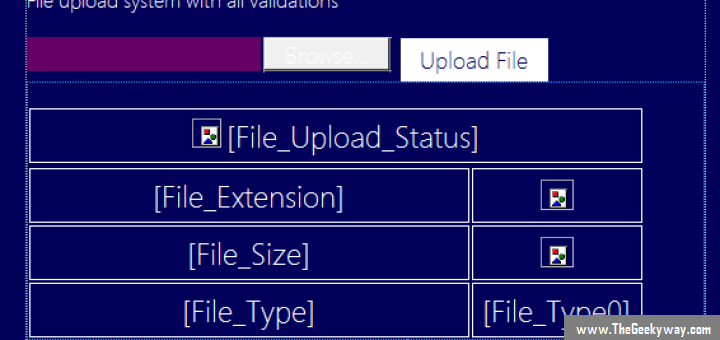 File upload system with all validations
Browse... Upload File
[File_Upload_Status]
[File_Extension]
[File_Size]
[File_Type] [File_Type0]
www.TheGeekyway.com